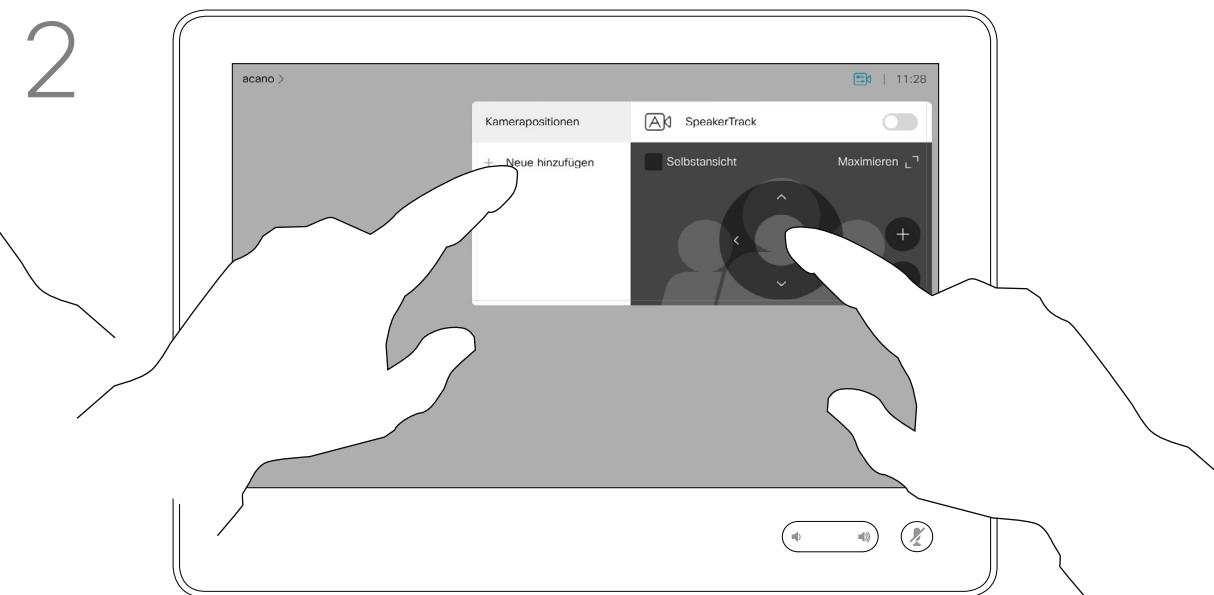 2
acano >
11:28
Kamerapositionen
SpeakerTrack
+ Neue hinzufügen
Selbstansicht
Maximieren